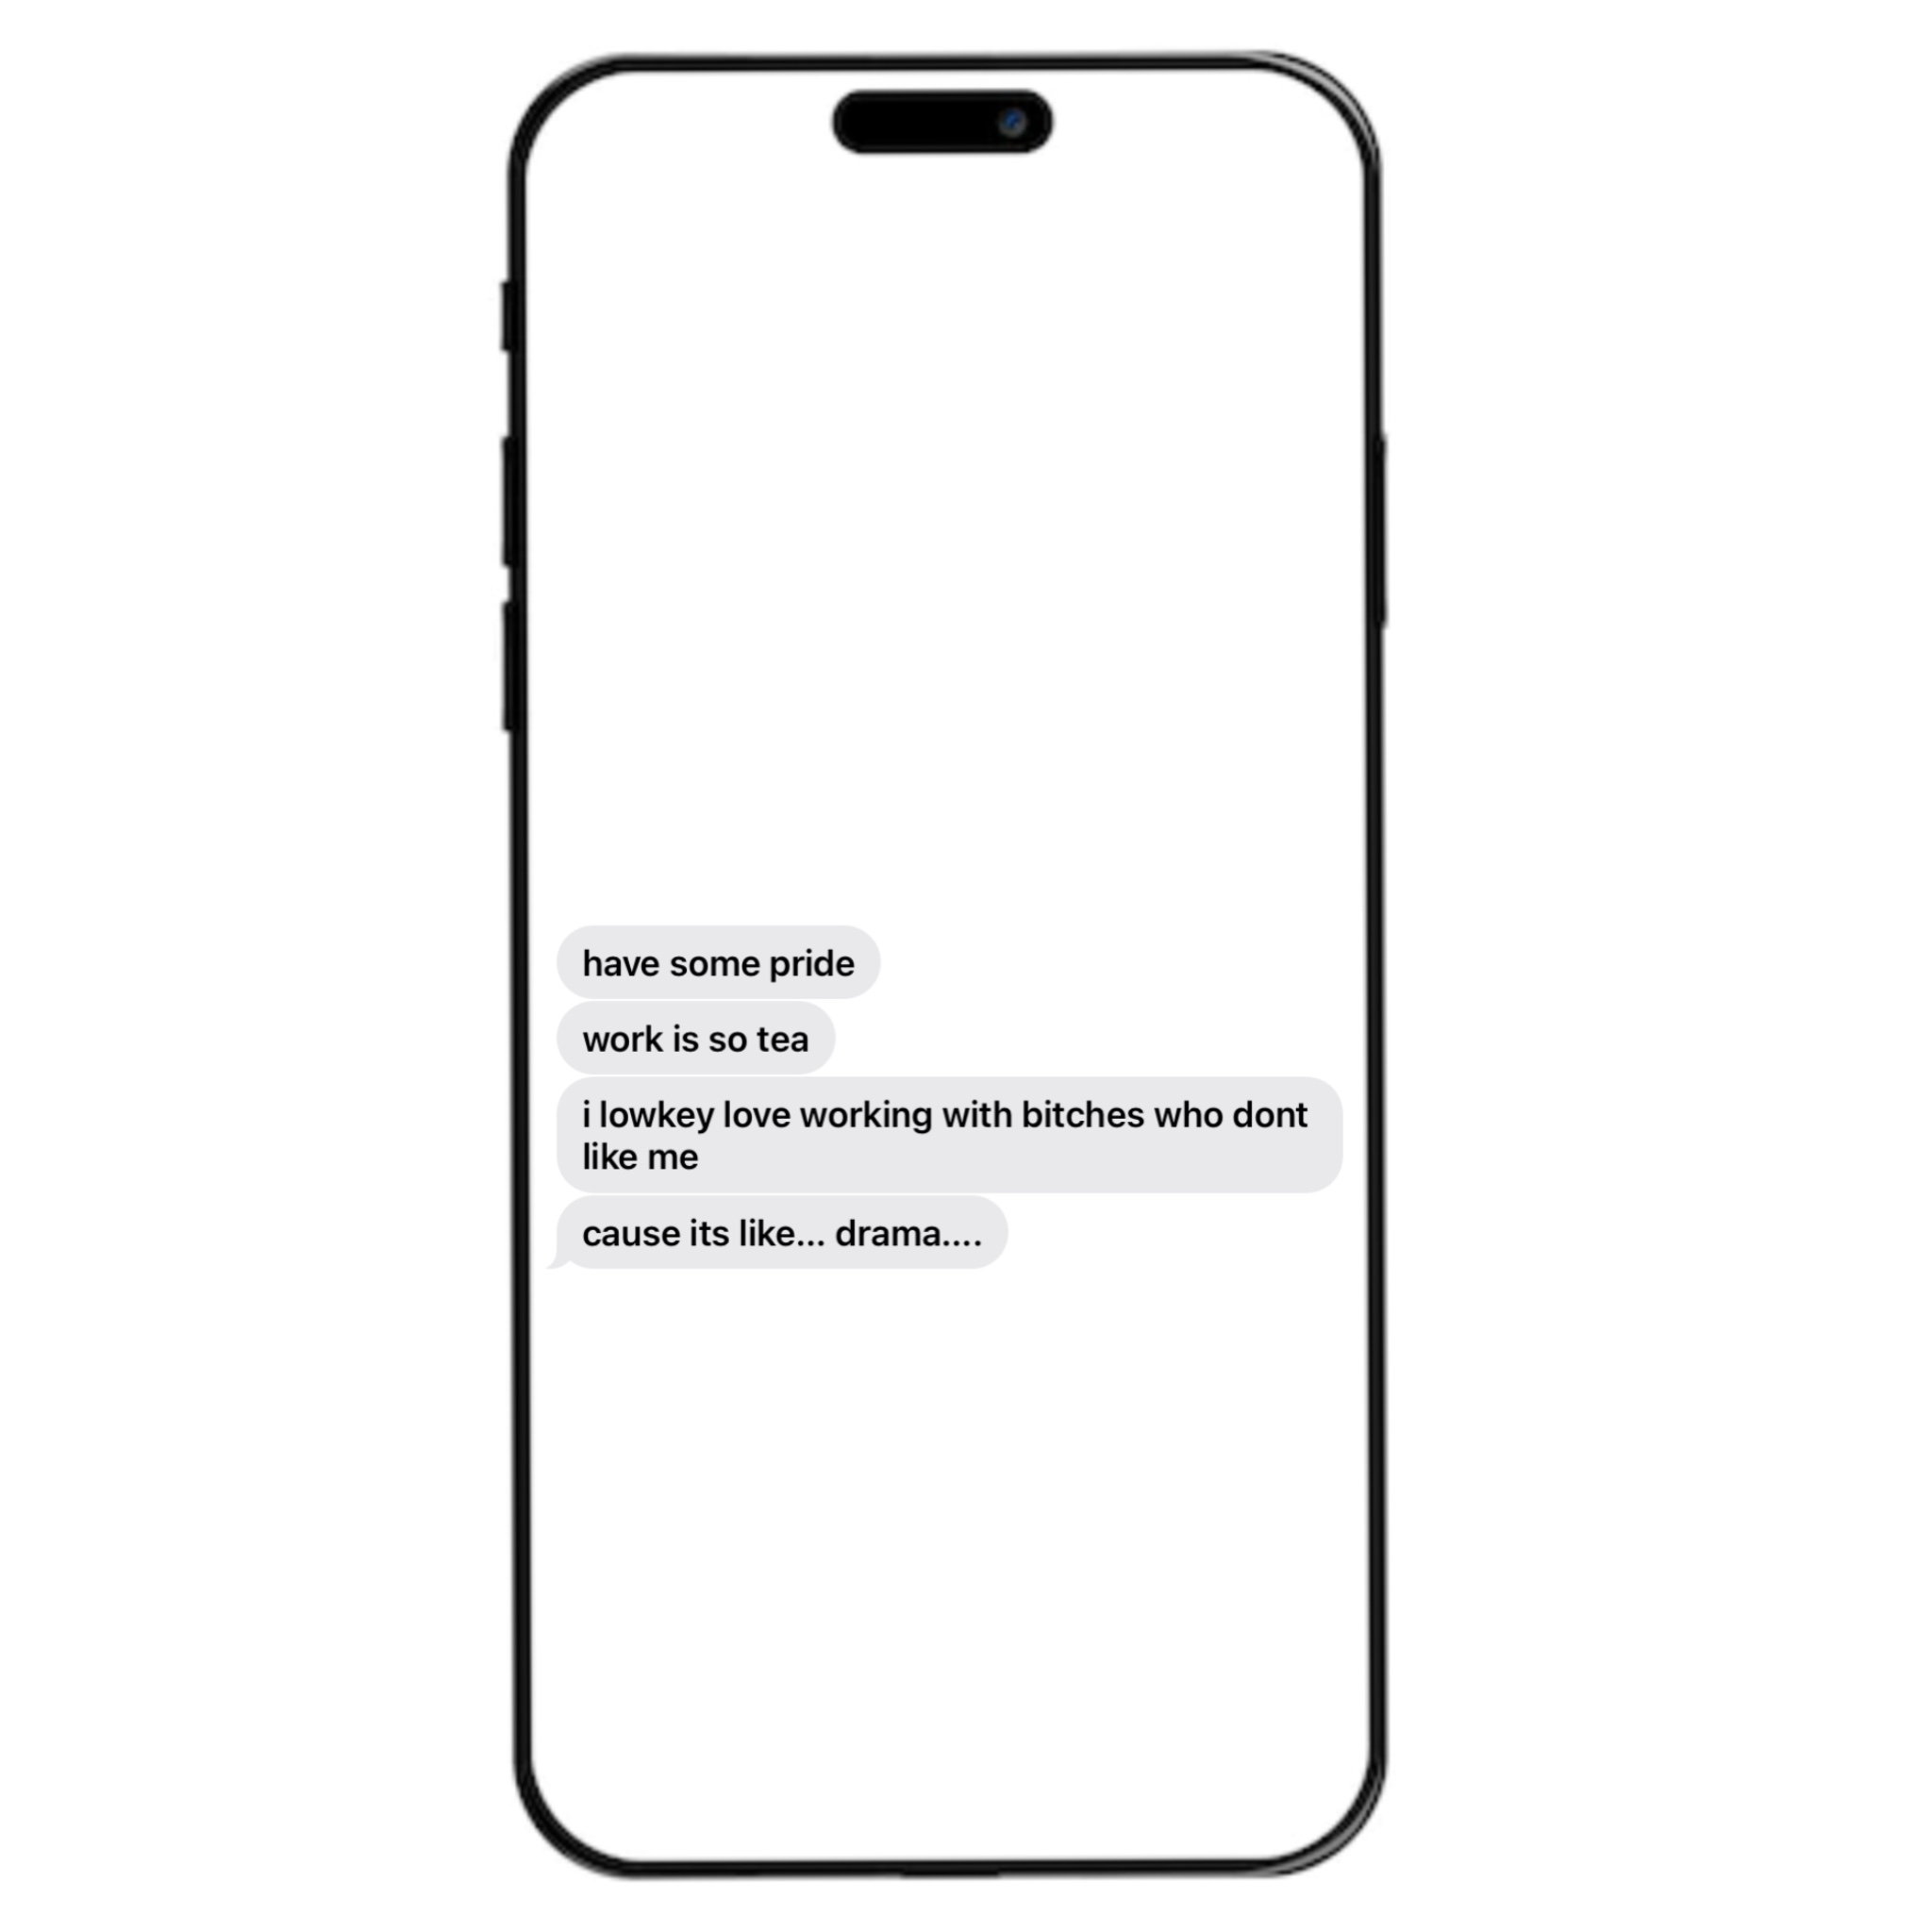 have some pride
work is so tea
i lowkey love working with bitches who dont
like me
cause its like... drama....